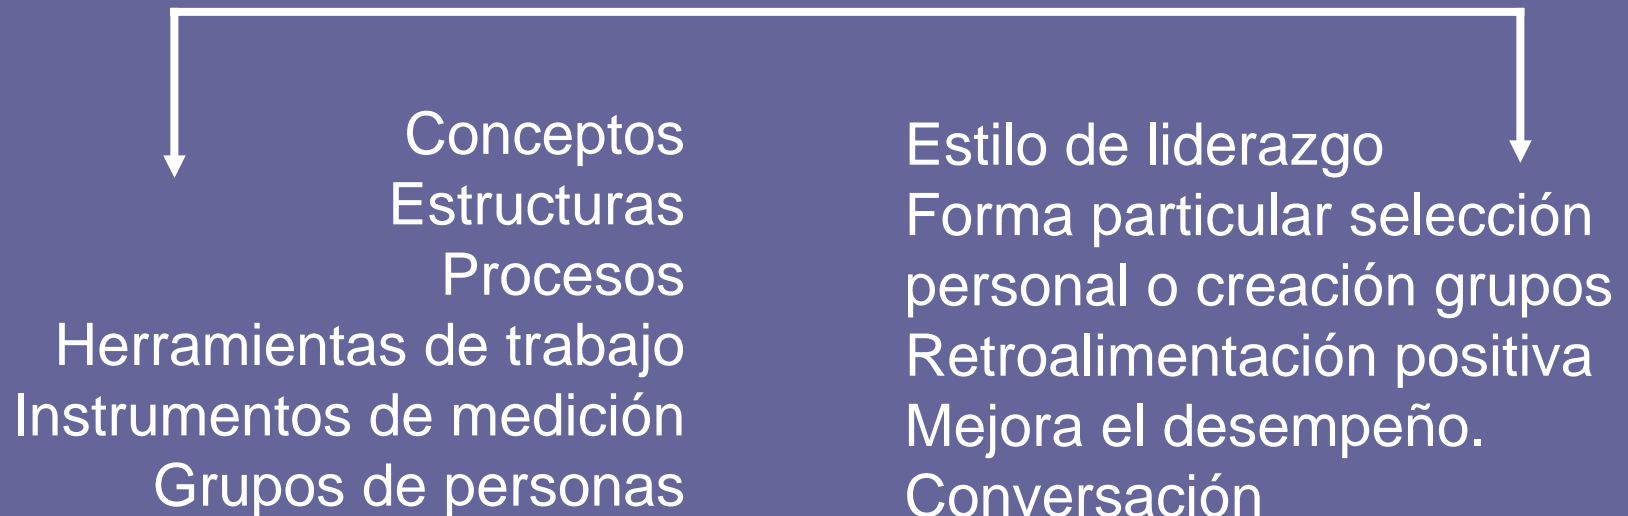 Conceptos
Estructuras
Procesos
Herramientas de trabajo
Instrumentos de medición
Grupos de personas
Estilo de liderazgo
Forma particular selección
personal o creación grupos
Retroalimentación positiva
Mejora el desempeño.
Conversación